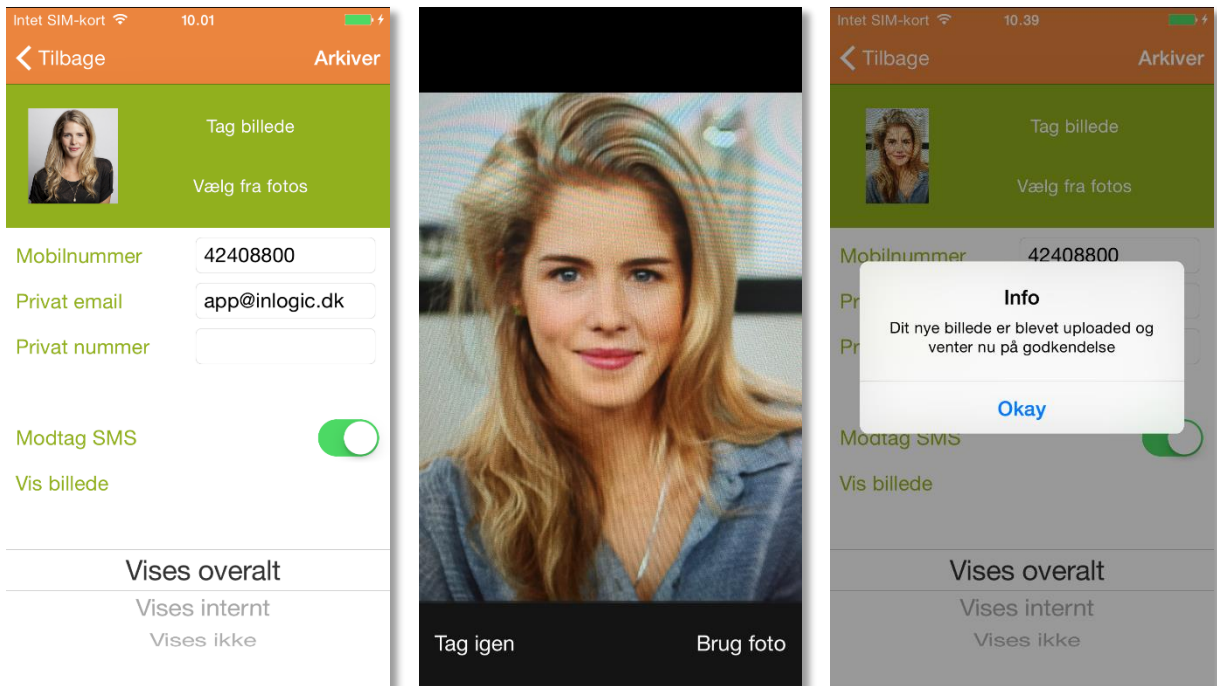 Intet SIM-kort 10.01
Tilbage Arkiver
Tag billede
Vælg fra fotos
Mobilnummer 42408800
Privat email app@inlogic.dk
Privat nummer
Modtag SMS
Vis billede
Vises overalt
Vises internt
Vises ikke
Tag igen Brug foto
Intet SIM-kort 10.39
Tilbage Arkiver
Tag billede
Vælg fra fotos
Mobilnummer 42408800
Pr
Info
Dit nye billede er blevet uploaded og
venter nu på godkendelse
Pr
Okay
Modtag SMS
Vis billede
Vises overalt
Vises internt
Vises ikke